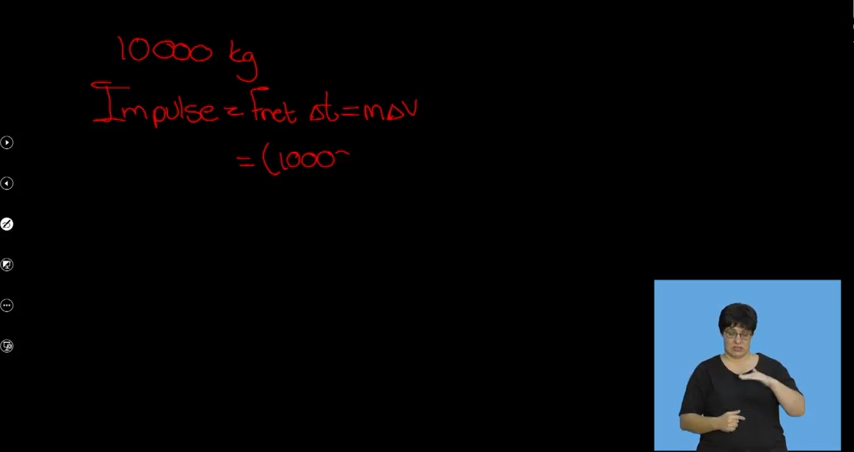 10000 kg
Impulse = Fnet Δt = mΔv
= (1000